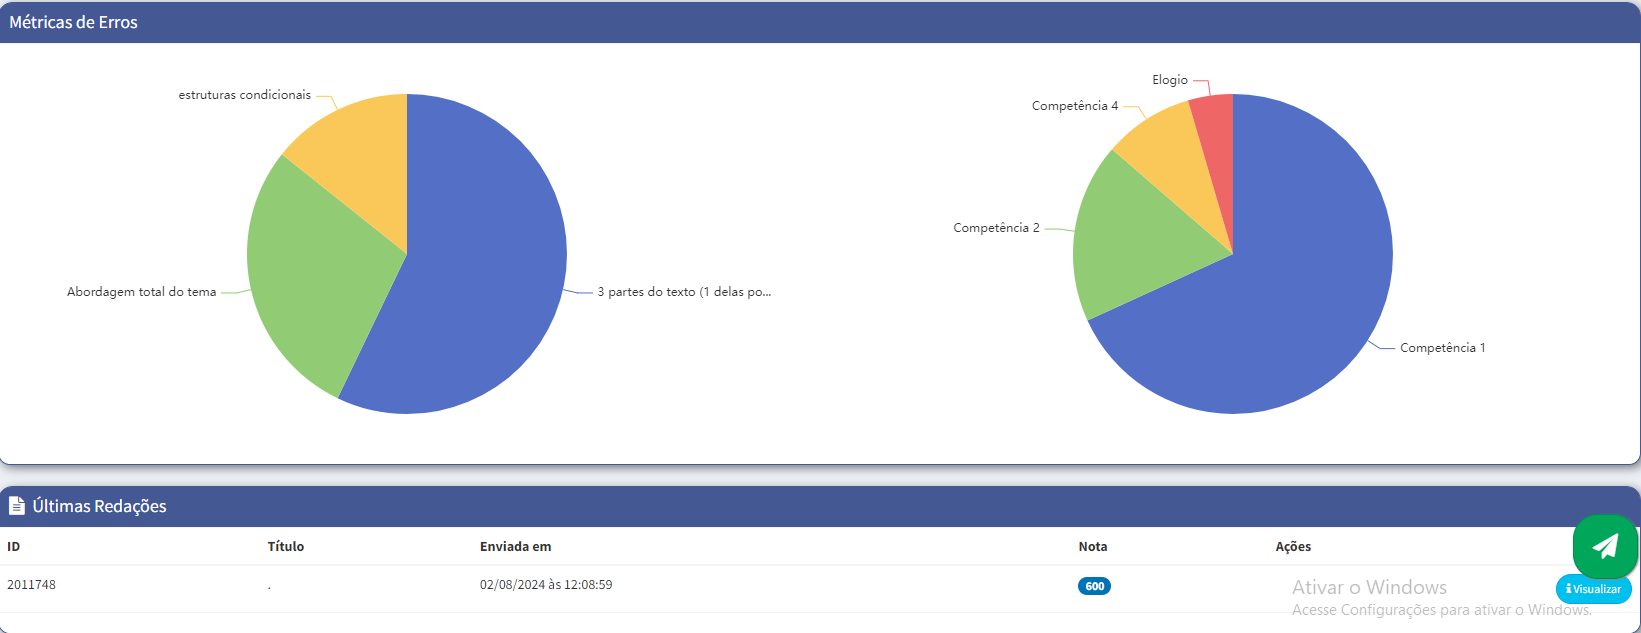 Métricas de Erros
estruturas condicionais
Abordagem total do tema
3 partes do texto (1 delas po...
Elogio
Competência 4
Competência 2
Competência 1
Últimas Redações
ID Título Enviada em Nota Ações
2011748 . 02/08/2024 às 12:08:59 600 Visualizar
Ativar o Windows
Acesse Configurações para ativar o Windows.